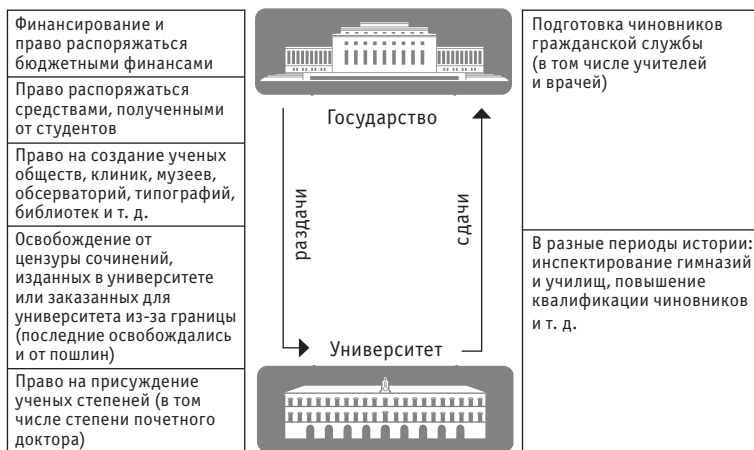 Финансирование и
право распоряжаться
бюджетными финансами
Право распоряжаться
средствами, полученными
от студентов
Право на создание ученых
обществ, клиник, музеев,
обсерваторий, типографий,
библиотек и т. д.
Освобождение от
цензуры сочинений,
изданных в университете
или заказанных для
университета из-за границы
(последние освобождались
и от пошлин)
Право на присуждение
ученых степеней (в том
числе степени почетного
доктора)
Государство
раздачи
сдачи
Университет
Подготовка чиновников
гражданской службы
(в том числе учителей
и врачей)
В разные периоды истории:
инспектирование гимназий
и училищ, повышение
квалификации чиновников
и т. д.